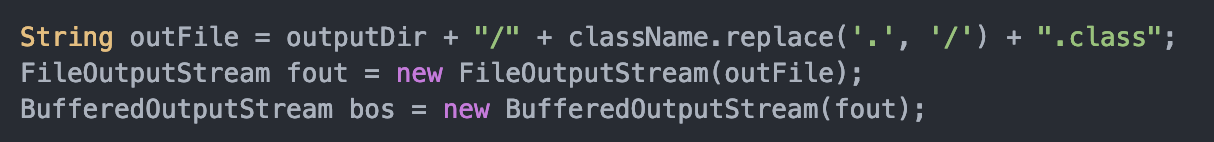 String outFile = outputDir + "/" + className.replace('.', '/') + ".class";
FileOutputStream fout = new FileOutputStream(outFile);
BufferedOutputStream bos = new BufferedOutputStream(fout);